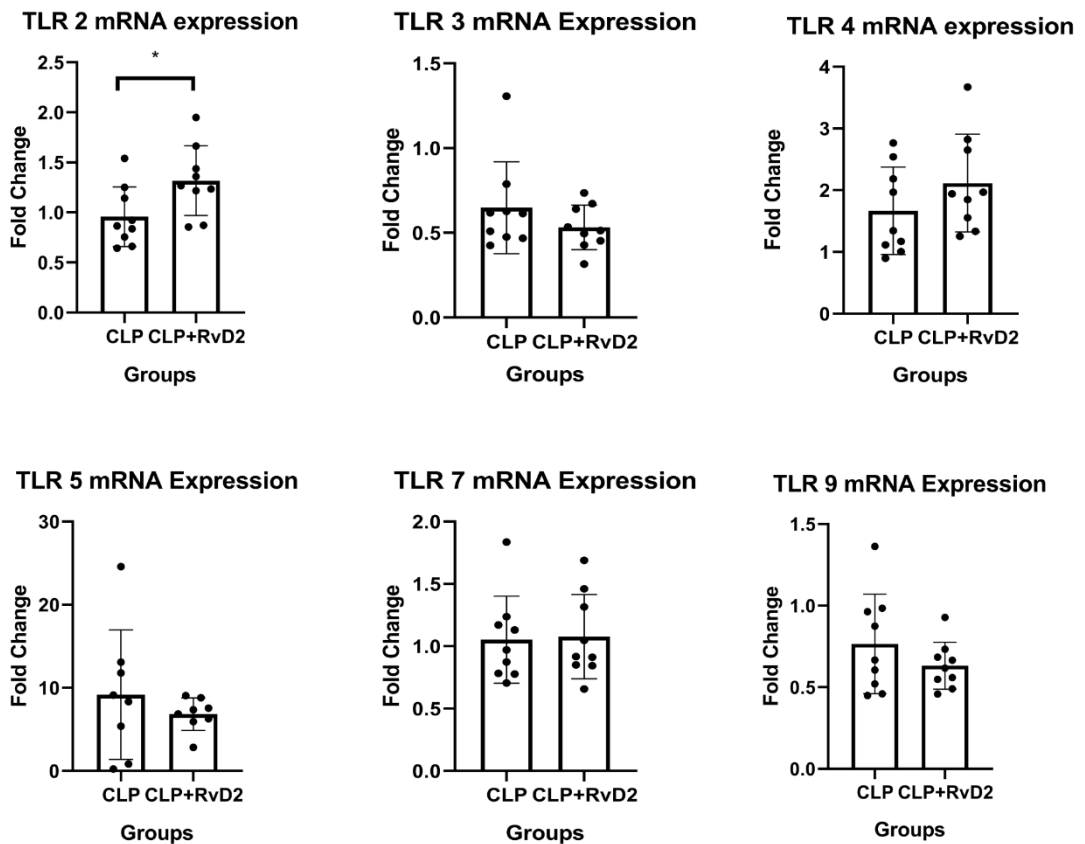 TLR 2 mRNA expression
*
2.5
2.0
1.5
1.0
0.5
0.0
Fold Change
CLP CLP+RvD2
Groups
TLR 3 mRNA Expression
1.5
1.0
0.5
0.0
Fold Change
CLP CLP+RvD2
Groups
TLR 4 mRNA expression
4
3
2
1
0
Fold Change
CLP CLP+RvD2
Groups
TLR 5 mRNA Expression
30
20
10
0
Fold Change
CLP CLP+RvD2
Groups
TLR 7 mRNA Expression
2.0
1.5
1.0
0.5
0.0
Fold Change
CLP CLP+RvD2
Groups
TLR 9 mRNA Expression
1.5
1.0
0.5
0.0
Fold Change
CLP CLP+RvD2
Groups